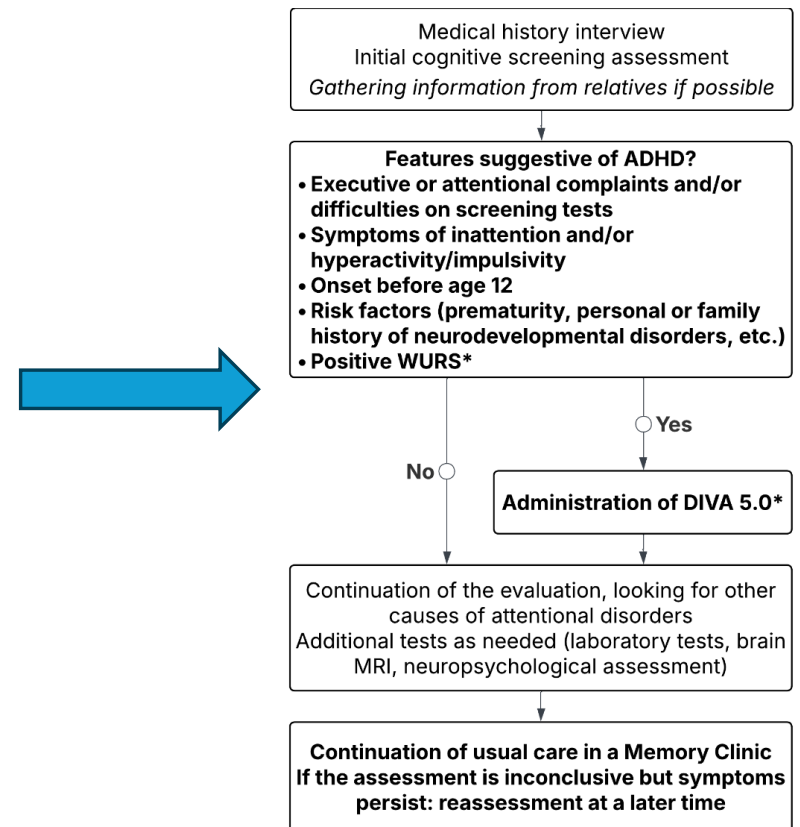 Medical history interview
Initial cognitive screening assessment
Gathering information from relatives if possible
Features suggestive of ADHD?
• Executive or attentional complaints and/or
difficulties on screening tests
• Symptoms of inattention and/or
hyperactivity/impulsivity
• Onset before age 12
• Risk factors (prematurity, personal or family
history of neurodevelopmental disorders, etc.)
• Positive WURS*
Yes
No
Administration of DIVA 5.0*
Continuation of the evaluation, looking for other
causes of attentional disorders
Additional tests as needed (laboratory tests, brain
MRI, neuropsychological assessment)
Continuation of usual care in a Memory Clinic
If the assessment is inconclusive but symptoms
persist: reassessment at a later time